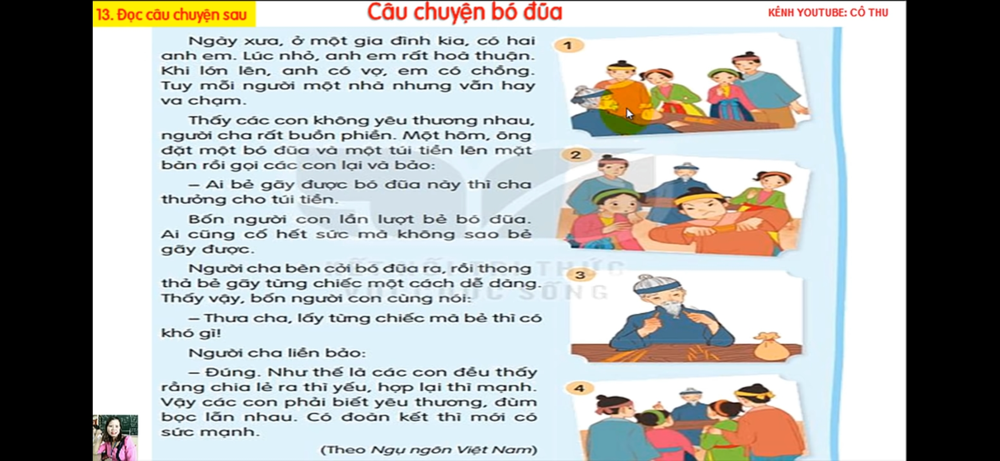 13. Đọc câu chuyện sau
Câu chuyện bó đũa
KÊNH YOUTUBE: CÔ THU
Ngày xưa, ở một gia đình kia, có hai
anh em. Lúc nhỏ, anh em rất hoà thuận.
Khi lớn lên, anh có vợ, em có chồng.
Tuy mỗi người một nhà nhưng vẫn hay
va chạm.
Thấy các con không yêu thương nhau,
người cha rất buồn phiền. Một hôm, ông
đặt một bó đũa và một túi tiền lên mặt
bàn rồi gọi các con lại và bảo:
– Ai bẻ gãy được bó đũa này thì cha
thưởng cho túi tiền.
Bốn người con lần lượt bẻ bó đũa.
Ai cũng cố hết sức mà không sao bẻ
gãy được.
Người cha bèn cởi bó đũa ra, rồi thong
thả bẻ gãy từng chiếc một cách dễ dàng.
Thấy vậy, bốn người con cùng nói:
– Thưa cha, lấy từng chiếc mà bẻ thì có
khó gì!
Người cha liền bảo:
– Đúng. Như thế là các con đều thấy
rằng chia lẻ ra thì yếu, hợp lại thì mạnh.
Vậy các con phải biết yêu thương, đùm
bọc lẫn nhau. Có đoàn kết thì mới có
sức mạnh.
(Theo Ngụ ngôn Việt Nam)
1
2
3
4
KẾT NỐI TRI THỨC
VỚI CUỘC SỐNG